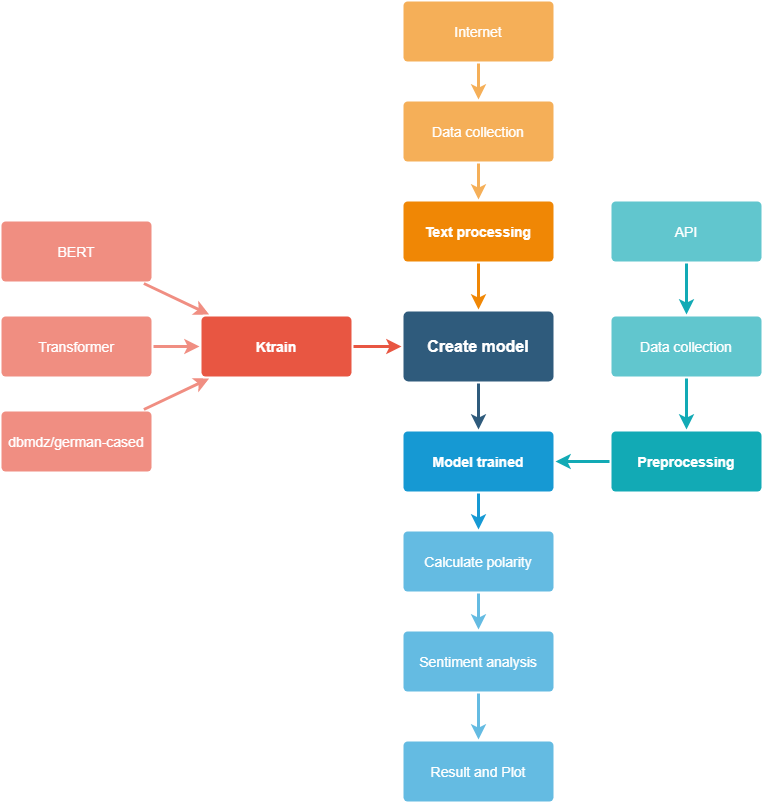 Internet
Data collection
Text processing
API
BERT
Transformer
Ktrain
Create model
Data collection
dbmdz/german-cased
Model trained
Preprocessing
Calculate polarity
Sentiment analysis
Result and Plot